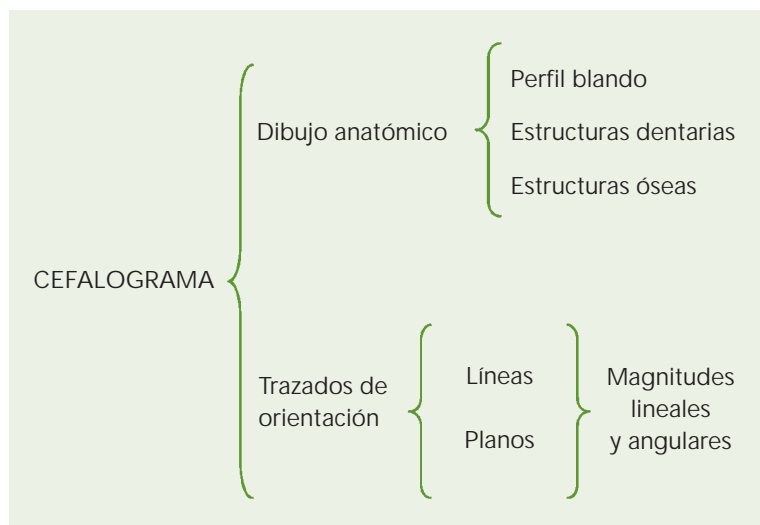 CEFALOGRAMA
Dibujo anatómico
Perfil blando
Estructuras dentarias
Estructuras óseas
Trazados de
orientación
Líneas
Planos
Magnitudes
lineales
y angulares